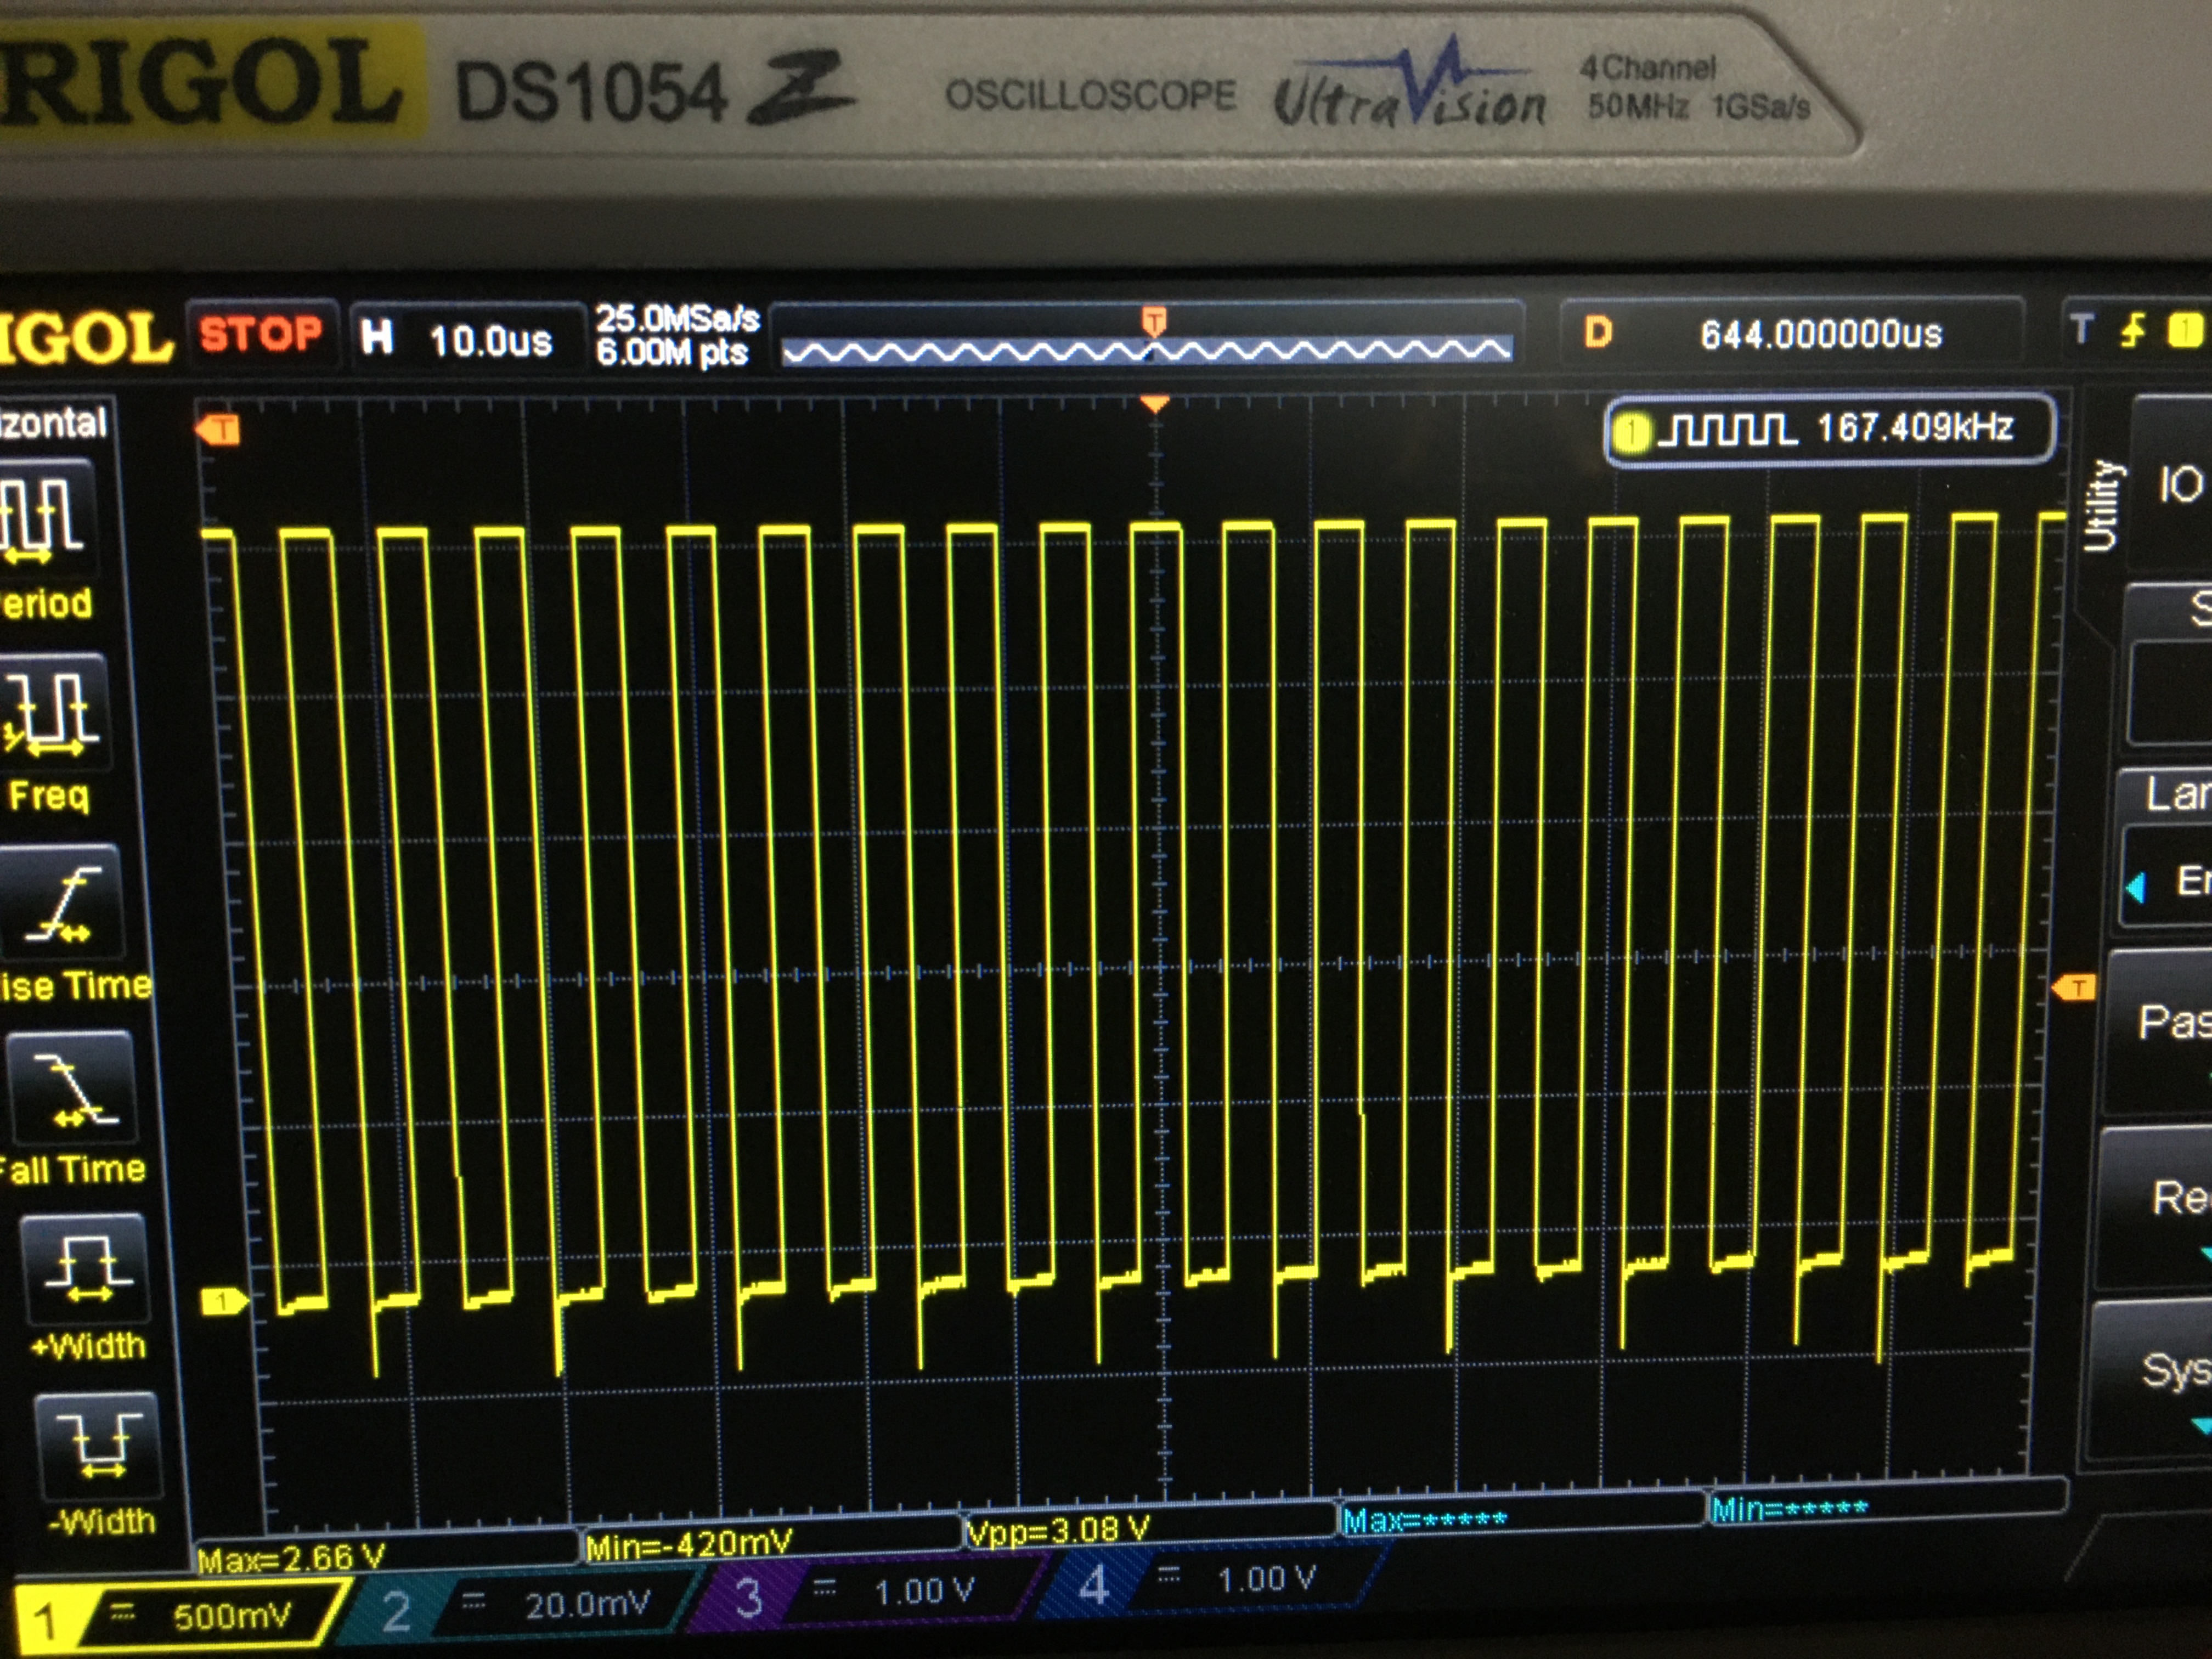 RIGOL DS1054 Z OSCILLOSCOPE UltraVision 4 Channel
50MHz 1GSa/s
IGOL STOP H 10.0us 25.0MSa/s
6.00M pts
T
D 644.000000us T 1
zontal
T
1 167.409kHz
Utility
IO
eriod
S
Freq
Lar
En
ise Time
T
Pas
Fall Time
Re
1
+Width
Sys
-Width
Max=2.66 V Min=-420mV Vpp=3.08 V Max=***** Min=*****
1 500mV 2 20.0mV 3 1.00 V 4 1.00 V